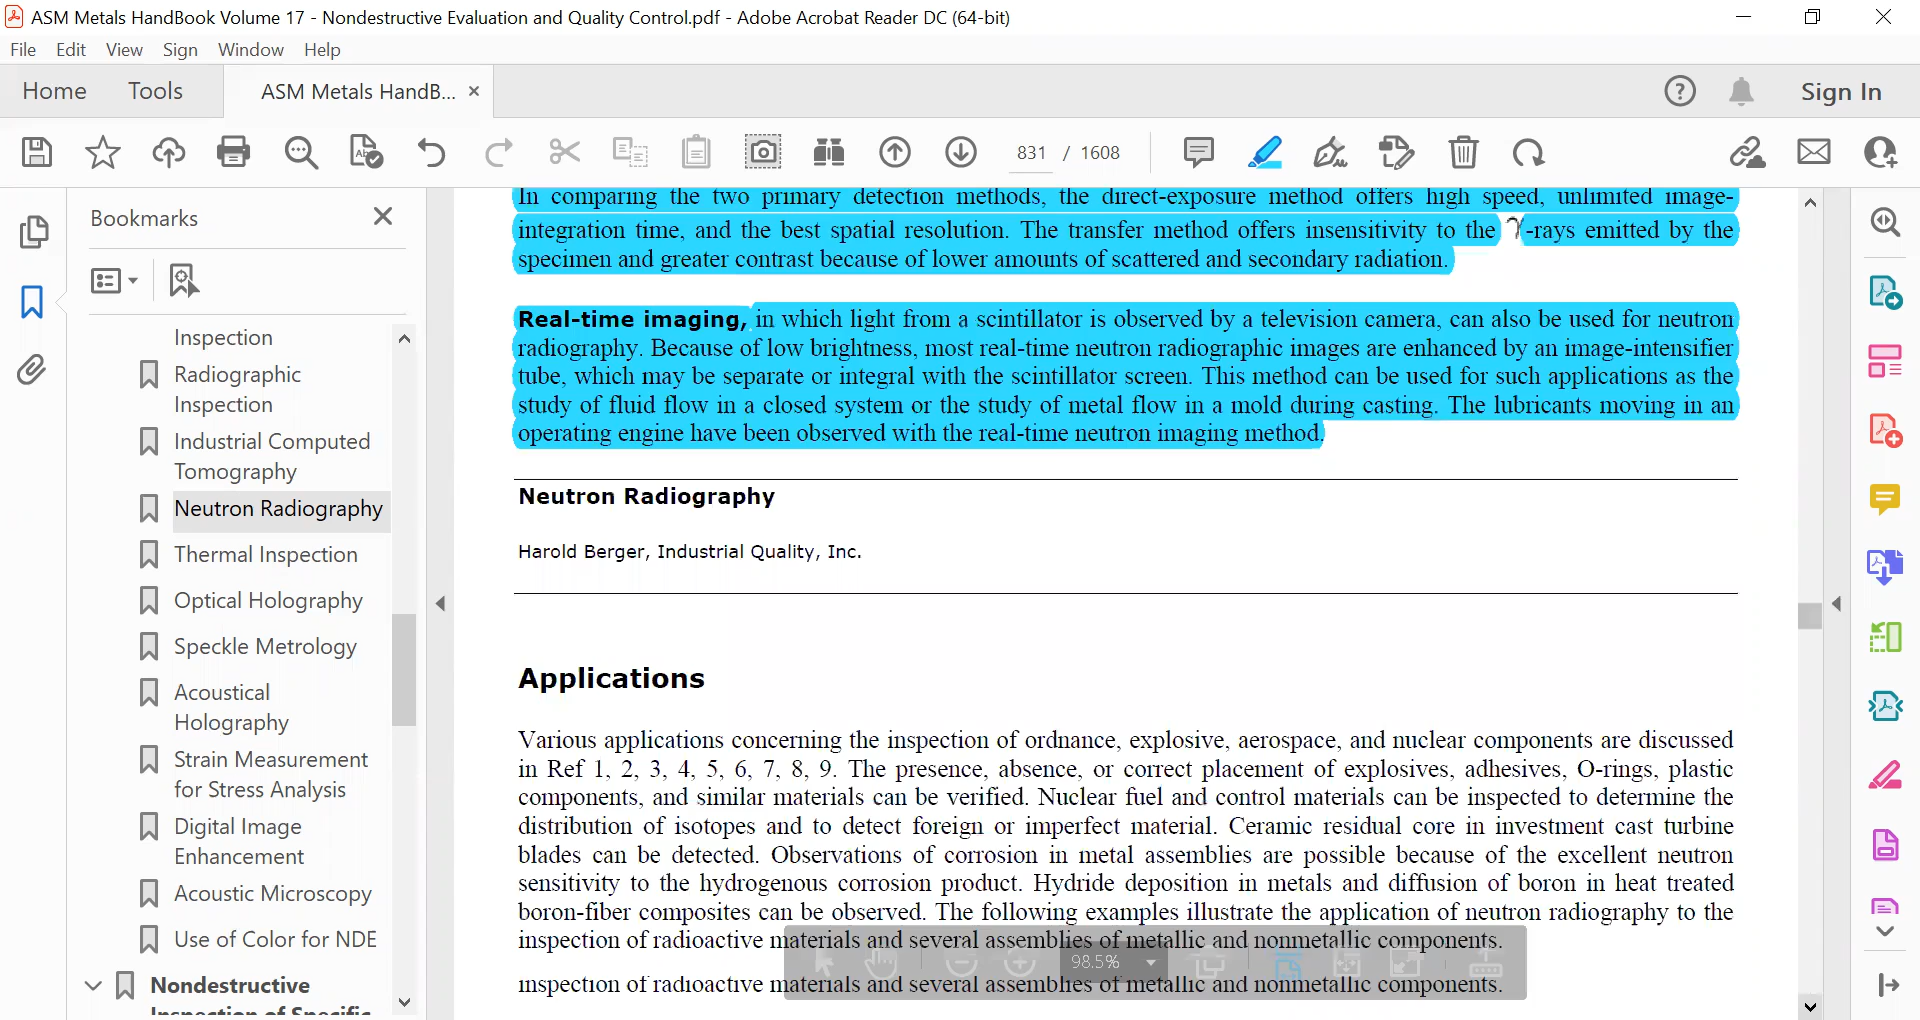 ASM Metals HandBook Volume 17 - Nondestructive Evaluation and Quality Control.pdf - Adobe Acrobat Reader DC (64-bit)
File Edit View Sign Window Help
Home Tools ASM Metals HandB... × Sign In
831 / 1608
Bookmarks
Inspection
Radiographic
Inspection
Industrial Computed
Tomography
Neutron Radiography
Thermal Inspection
Optical Holography
Speckle Metrology
Acoustical
Holography
Strain Measurement
for Stress Analysis
Digital Image
Enhancement
Acoustic Microscopy
Use of Color for NDE
Nondestructive
Inspection of Specific
In comparing the two primary detection methods, the direct-exposure method offers high speed, unlimited image-
integration time, and the best spatial resolution. The transfer method offers insensitivity to the γ-rays emitted by the
specimen and greater contrast because of lower amounts of scattered and secondary radiation.
Real-time imaging, in which light from a scintillator is observed by a television camera, can also be used for neutron
radiography. Because of low brightness, most real-time neutron radiographic images are enhanced by an image-intensifier
tube, which may be separate or integral with the scintillator screen. This method can be used for such applications as the
study of fluid flow in a closed system or the study of metal flow in a mold during casting. The lubricants moving in an
operating engine have been observed with the real-time neutron imaging method.
Neutron Radiography
Harold Berger, Industrial Quality, Inc.
Applications
Various applications concerning the inspection of ordnance, explosive, aerospace, and nuclear components are discussed
in Ref 1, 2, 3, 4, 5, 6, 7, 8, 9. The presence, absence, or correct placement of explosives, adhesives, O-rings, plastic
components, and similar materials can be verified. Nuclear fuel and control materials can be inspected to determine the
distribution of isotopes and to detect foreign or imperfect material. Ceramic residual core in investment cast turbine
blades can be detected. Observations of corrosion in metal assemblies are possible because of the excellent neutron
sensitivity to the hydrogenous corrosion product. Hydride deposition in metals and diffusion of boron in heat treated
boron-fiber composites can be observed. The following examples illustrate the application of neutron radiography to the
inspection of radioactive materials and several assemblies of metallic and nonmetallic components.
98.5%
inspection of radioactive materials and several assemblies of metallic and nonmetallic components.